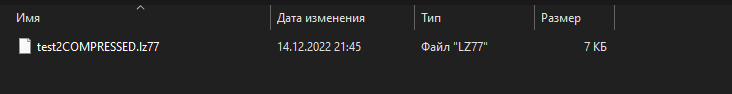 Имя Дата изменения Тип Размер
test2COMPRESSED.lz77 14.12.2022 21:45 Файл "LZ77" 7 КБ